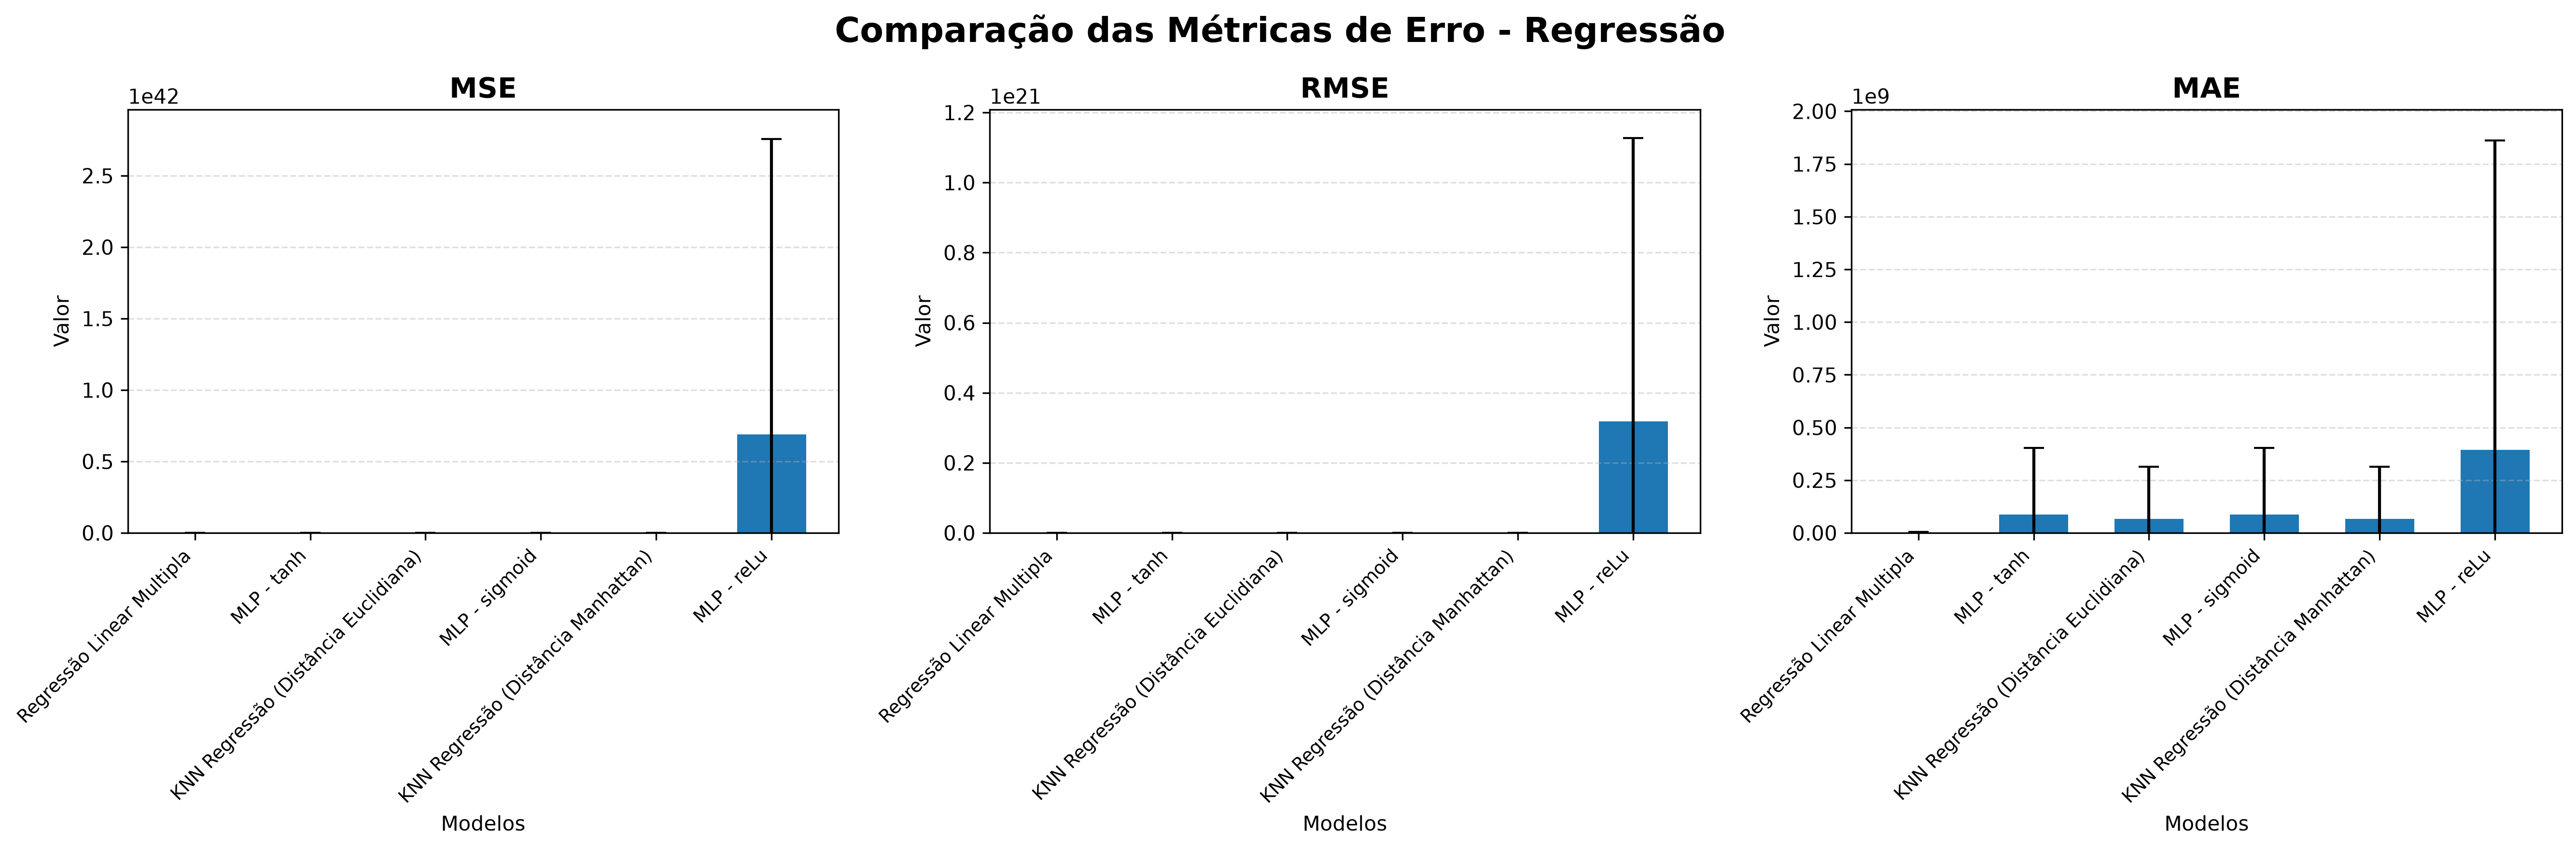 Comparação das Métricas de Erro - Regressão
MSE
1e42
2.5
2.0
1.5
1.0
0.5
0.0
Valor
Regressão Linear Multipla
MLP - tanh
KNN Regressão (Distância Euclidiana)
MLP - sigmoid
KNN Regressão (Distância Manhattan)
MLP - reLu
Modelos
RMSE
1e21
1.2
1.0
0.8
0.6
0.4
0.2
0.0
Valor
Regressão Linear Multipla
MLP - tanh
KNN Regressão (Distância Euclidiana)
MLP - sigmoid
KNN Regressão (Distância Manhattan)
MLP - reLu
Modelos
MAE
1e9
2.00
1.75
1.50
1.25
1.00
0.75
0.50
0.25
0.00
Valor
Regressão Linear Multipla
MLP - tanh
KNN Regressão (Distância Euclidiana)
MLP - sigmoid
KNN Regressão (Distância Manhattan)
MLP - reLu
Modelos